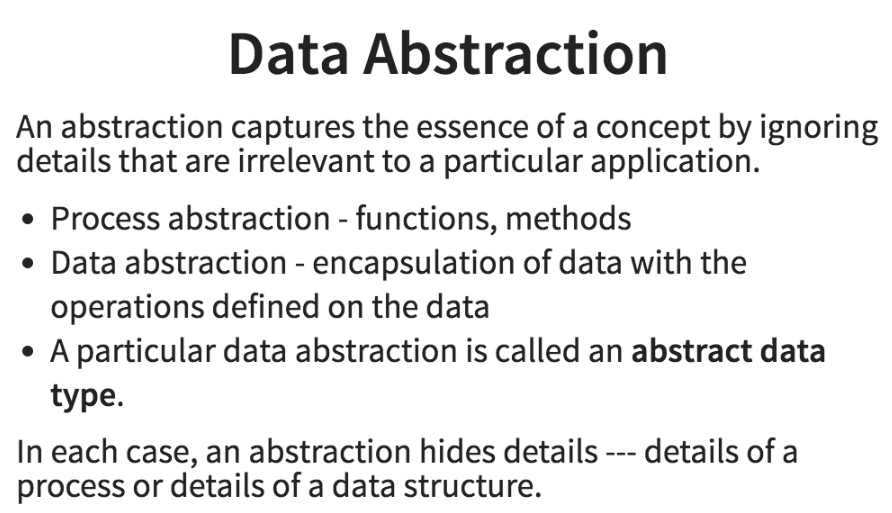 Data Abstraction
An abstraction captures the essence of a concept by ignoring
details that are irrelevant to a particular application.
• Process abstraction - functions, methods
• Data abstraction - encapsulation of data with the
operations defined on the data
• A particular data abstraction is called an abstract data
type.
In each case, an abstraction hides details --- details of a
process or details of a data structure.